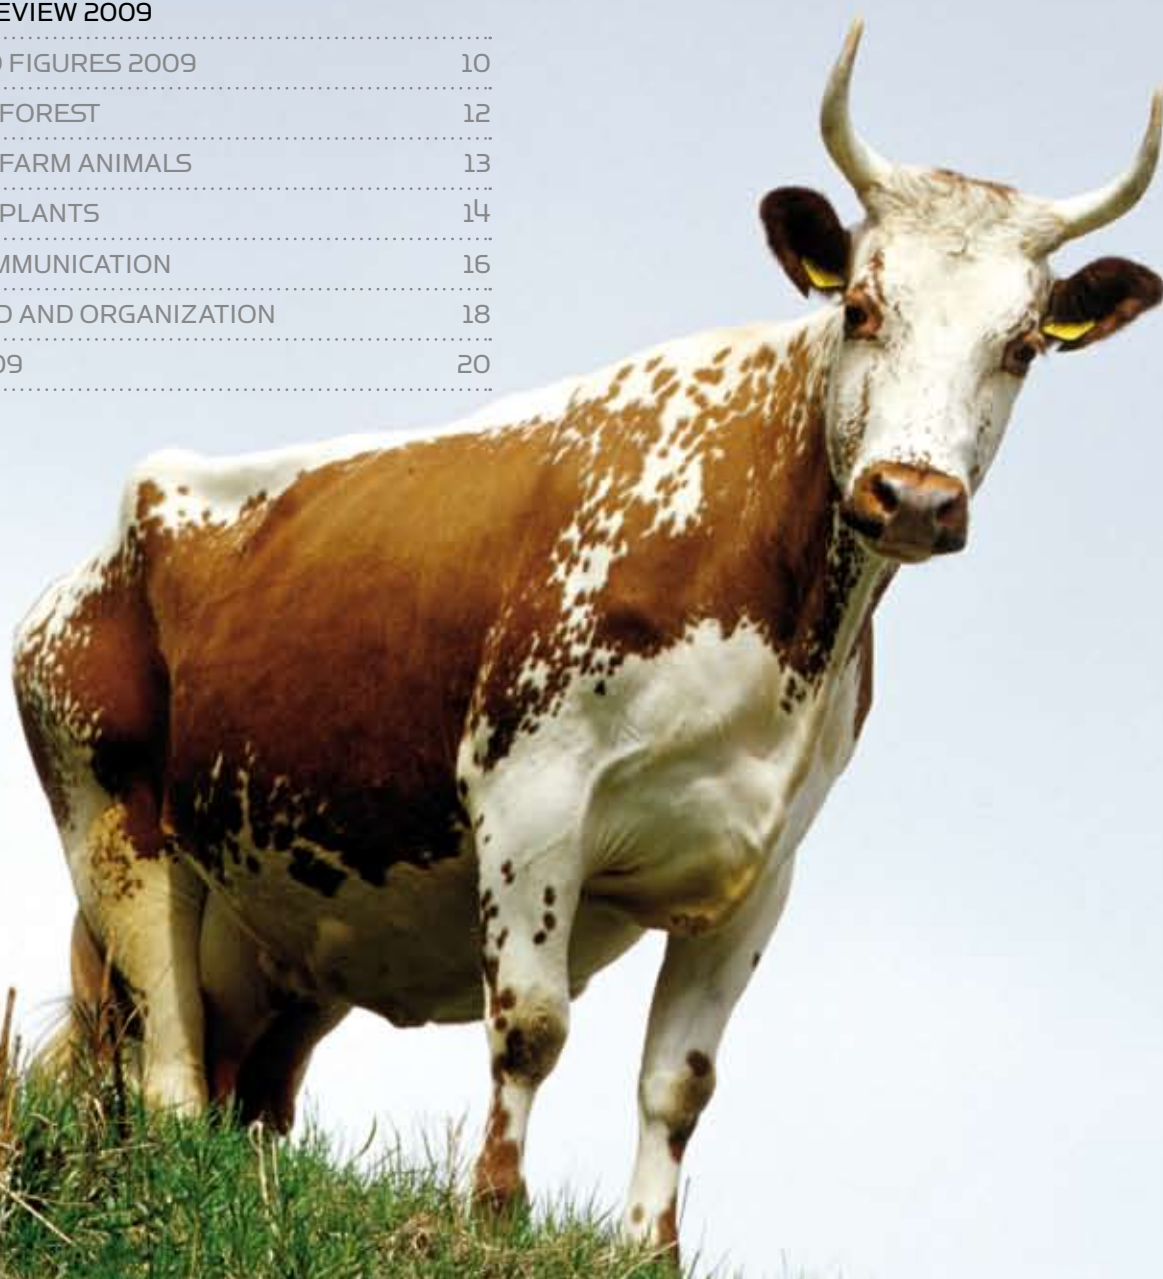 EVIEW 2009
FIGURES 2009 10
FOREST 12
FARM ANIMALS 13
PLANTS 14
MMUNICATION 16
D AND ORGANIZATION 18
09 20